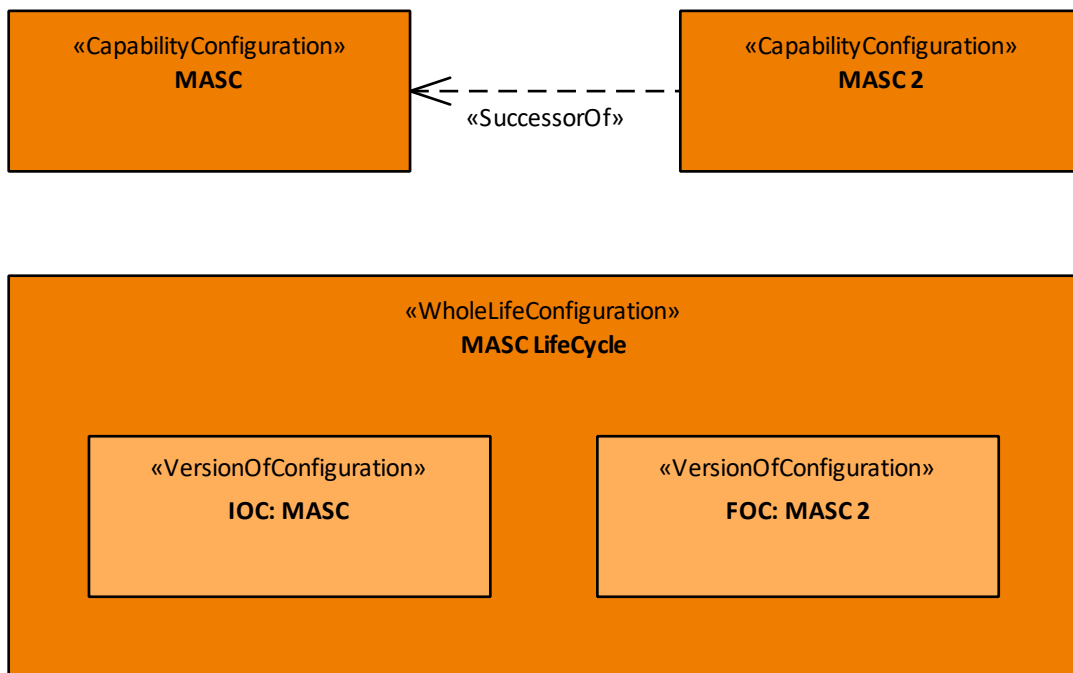 «CapabilityConfiguration»
MASC
«CapabilityConfiguration»
MASC 2
«SuccessorOf»
«WholeLifeConfiguration»
MASC LifeCycle
«VersionOfConfiguration»
IOC: MASC
«VersionOfConfiguration»
FOC: MASC 2